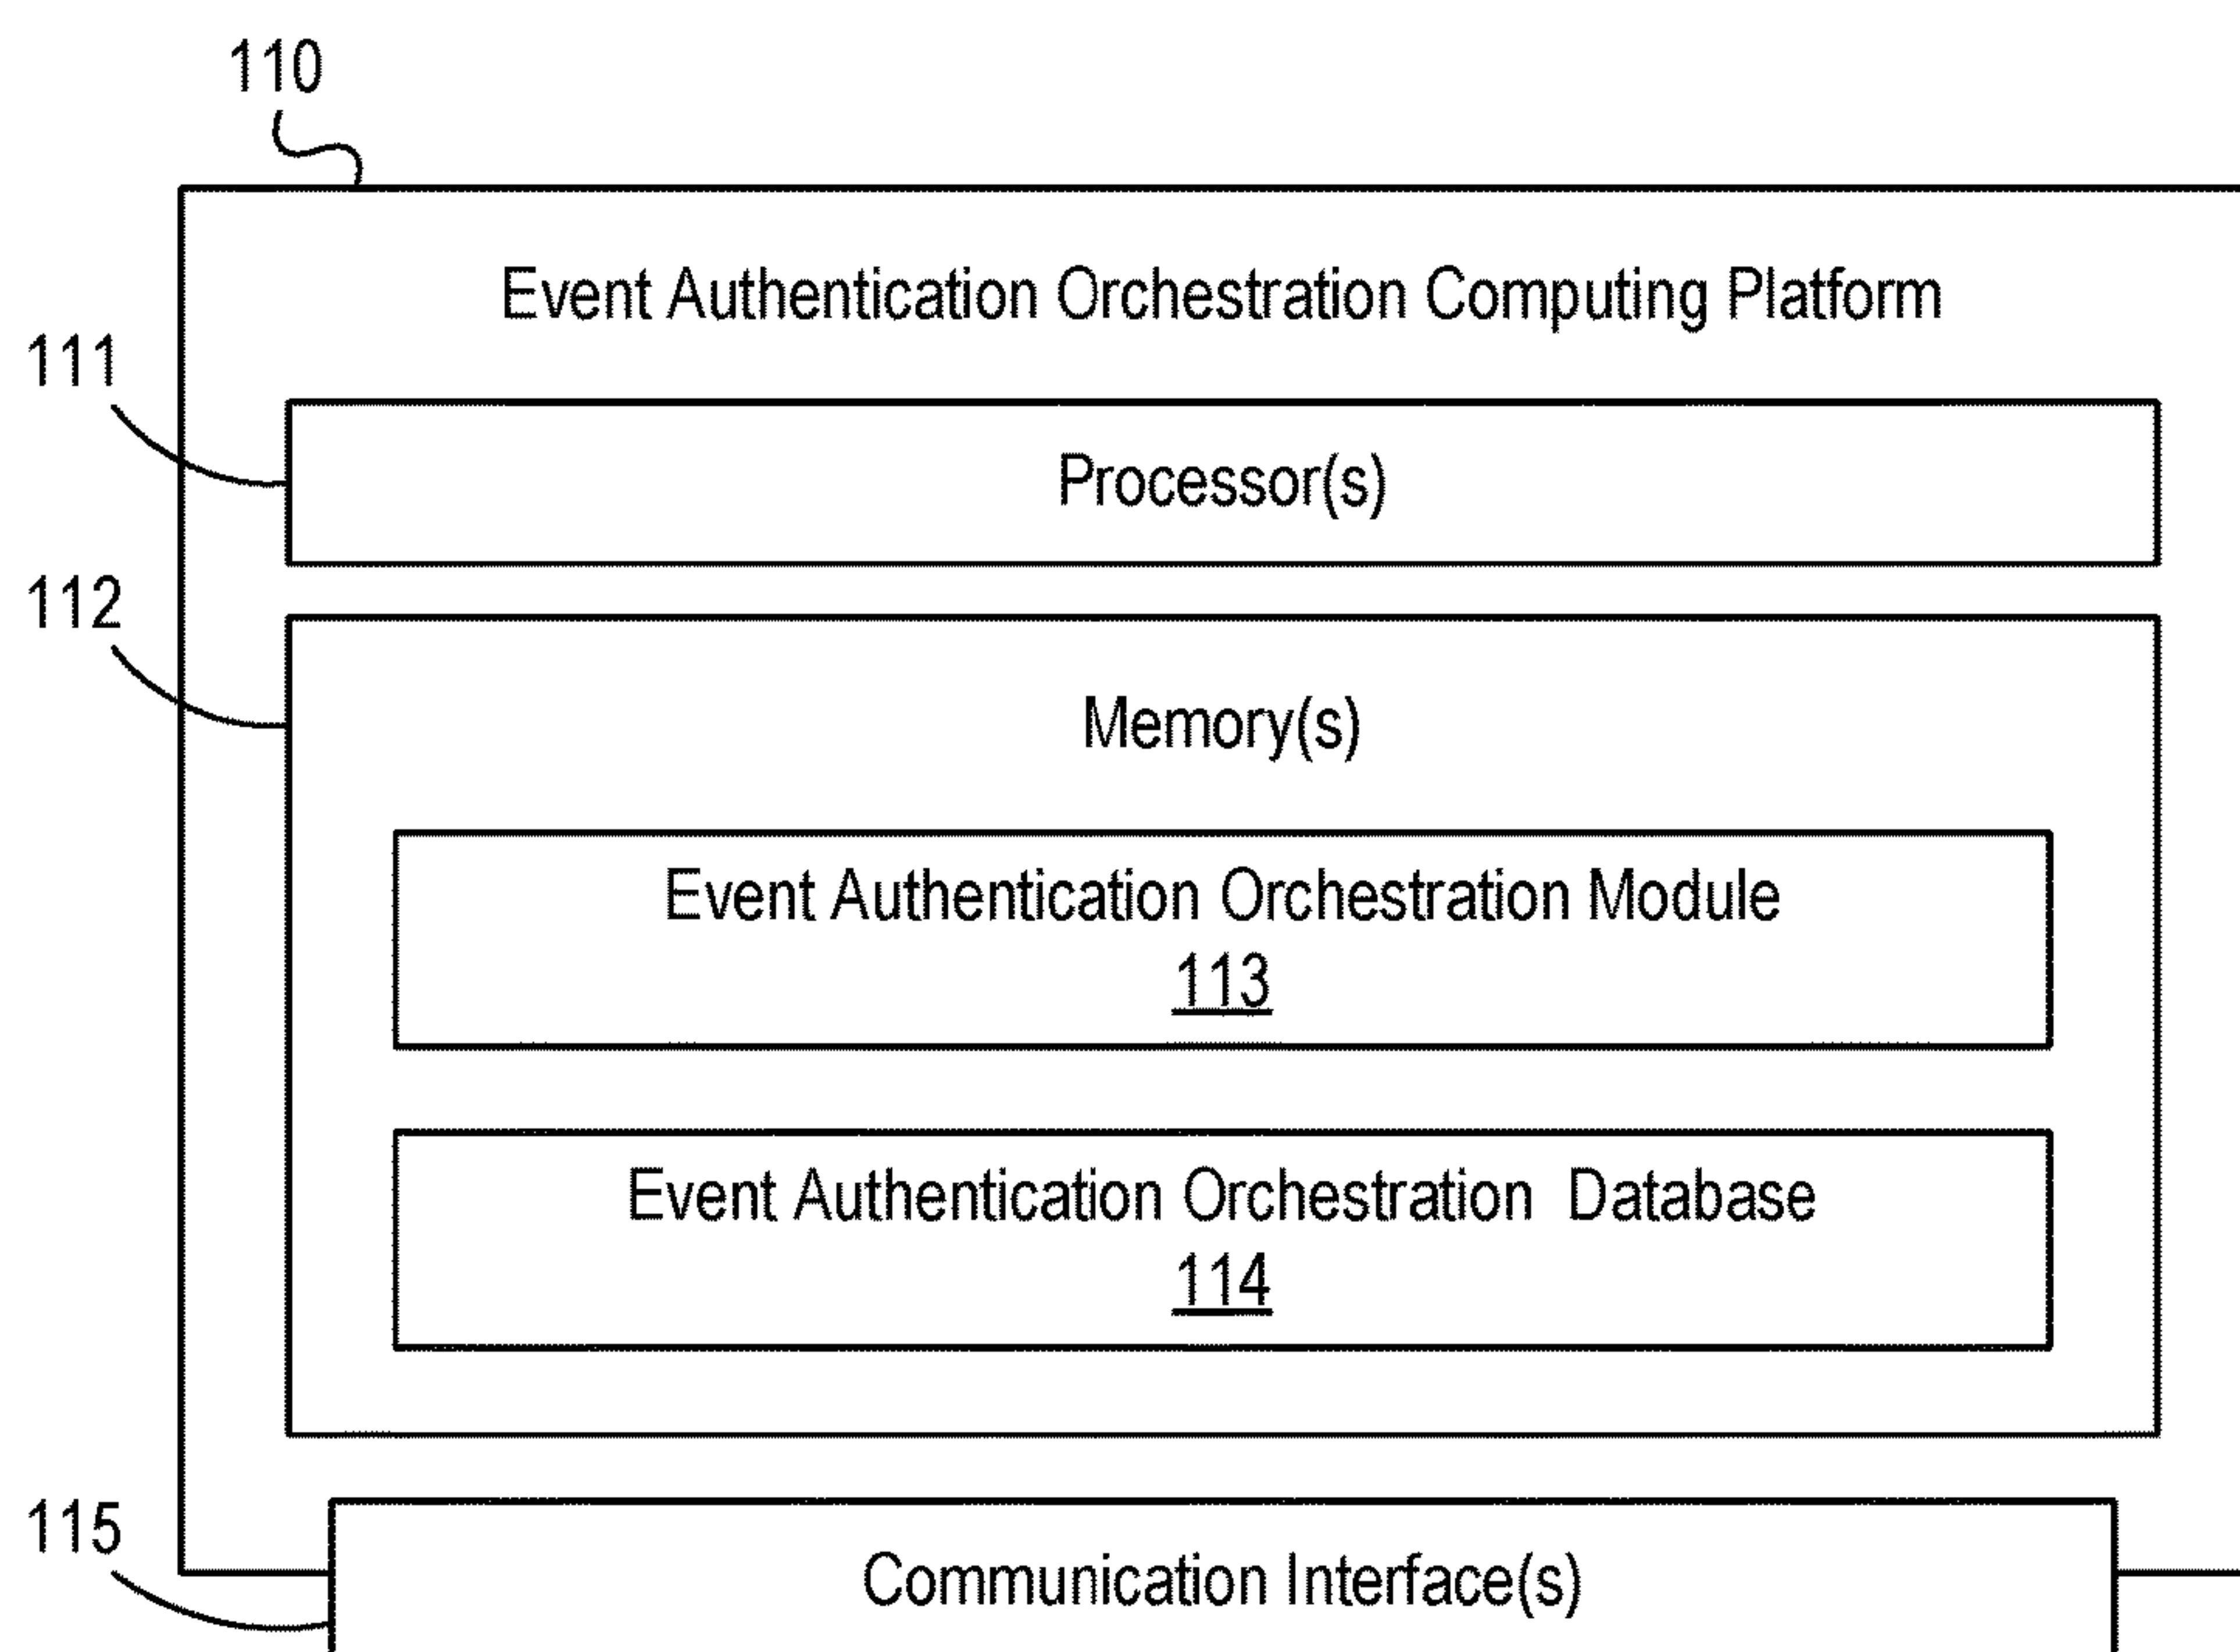 110
Event Authentication Orchestration Computing Platform
111
Processor(s)
112
Memory(s)
Event Authentication Orchestration Module
113
Event Authentication Orchestration Database
114
115
Communication Interface(s)